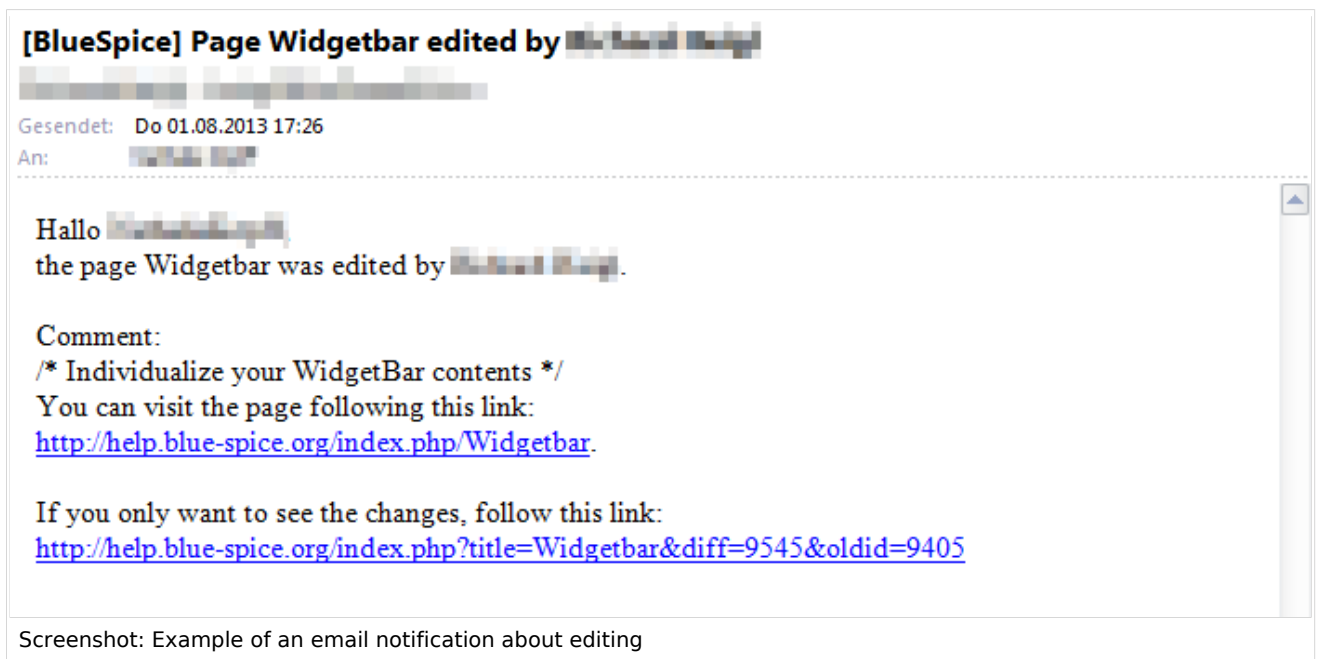 [BlueSpice] Page Widgetbar edited by
Gesendet: Do 01.08.2013 17:26
An:
Hallo
the page Widgetbar was edited by .
Comment:
/* Individualize your WidgetBar contents */
You can visit the page following this link:
http://help.blue-spice.org/index.php/Widgetbar.
If you only want to see the changes, follow this link:
http://help.blue-spice.org/index.php?title=Widgetbar&diff=9545&oldid=9405
Screenshot: Example of an email notification about editing